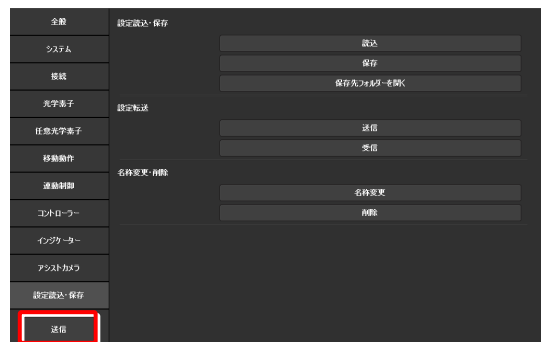 全般
システム
接続
光学素子
任意光学素子
移動動作
連動制御
コントローラー
インジケーター
アシストカメラ
設定読込・保存
送信
設定読込・保存
読込
保存
保存先フォルダーを開く
設定転送
送信
受信
名称変更・削除
名称変更
削除